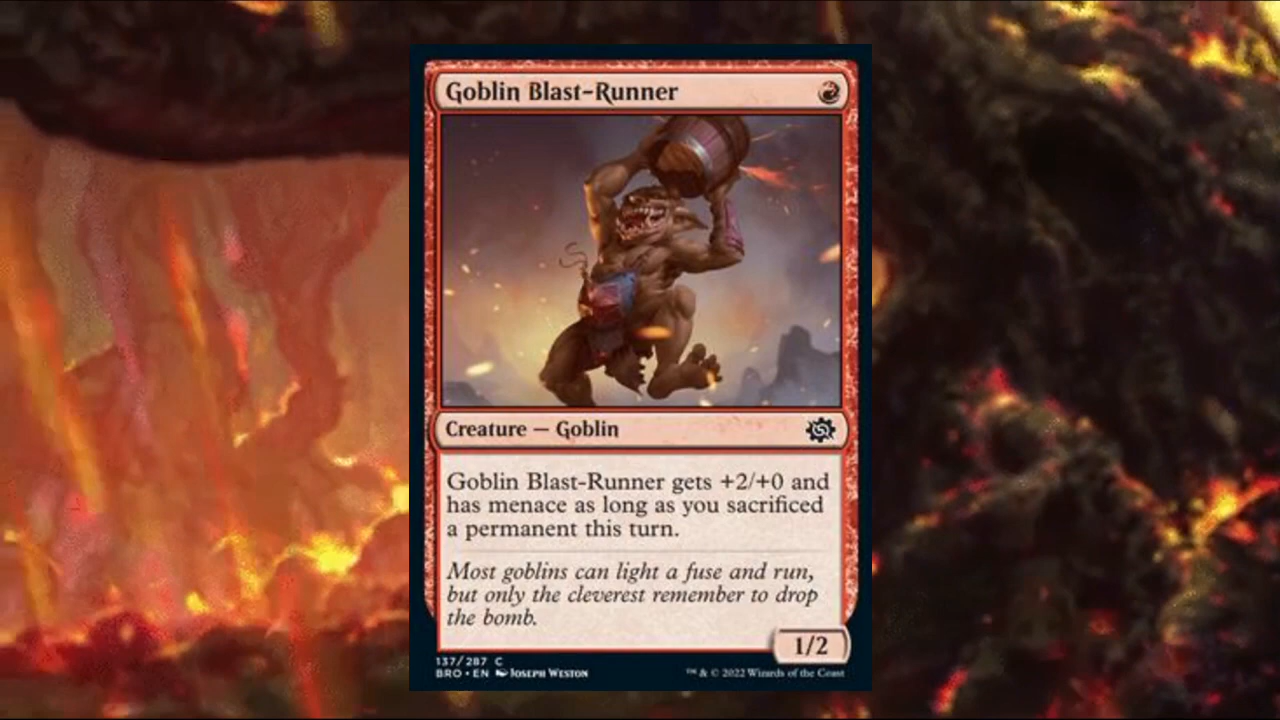 Goblin Blast-Runner
Creature — Goblin
Goblin Blast-Runner gets +2/+0 and
has menace as long as you sacrificed
a permanent this turn.
Most goblins can light a fuse and run,
but only the cleverest remember to drop
the bomb.
1/2
137/287 C
BRO • EN Joseph Weston
™ & © 2022 Wizards of the Coast